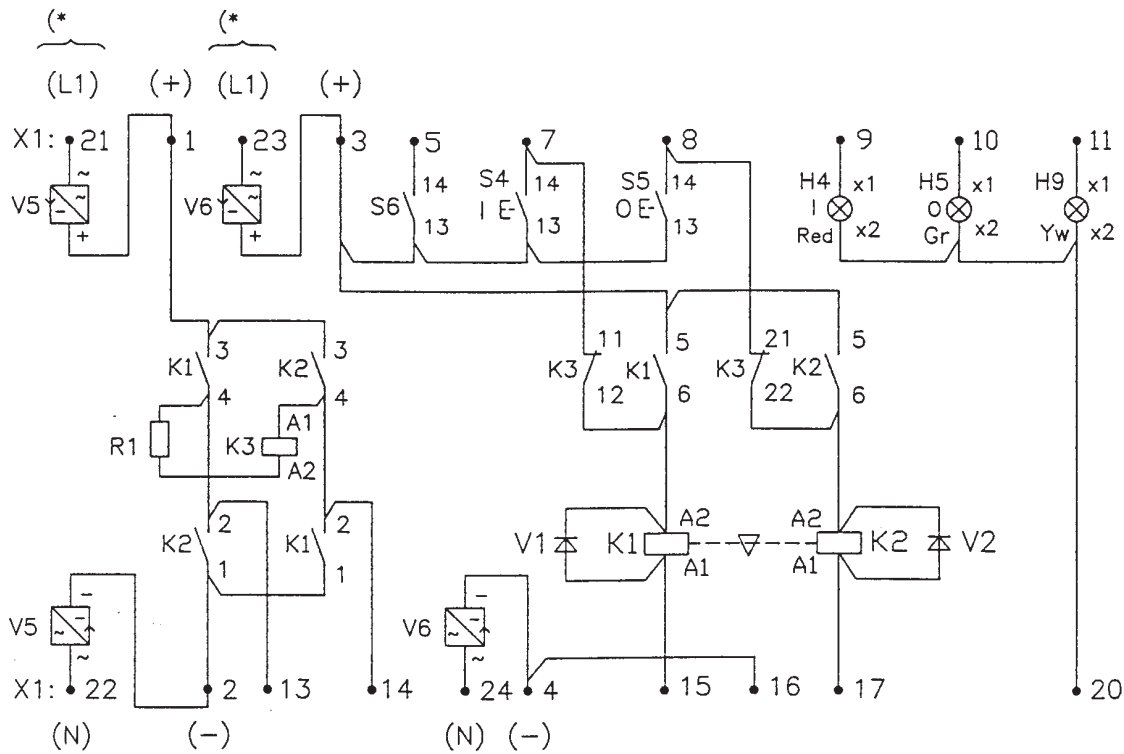 (* (*
(L1) (+) (L1) (+)
X1: 21 1 23 3 5 7 8 9 10 11
~ ~ 14 S4 14 S5 14 H4 x1 H5 x1 H9 x1
V5 ~ - V6 ~ - S6 I E- O E- I O
+ + 13 13 13 Red x2 Gr x2 Yw x2
3 3 11 5 21 5
K1 K2 K3 K1 K3 K2
4 4 12 6 22 6
R1 K3 A1
A2
2 2 A2 A2
K2 K1 V1 K1 K2 V2
1 1 A1 A1
- -
V5 ~ - V6 ~ -
~ ~
X1: 22 2 13 14 24 4 15 16 17 20
(N) (-) (N) (-)